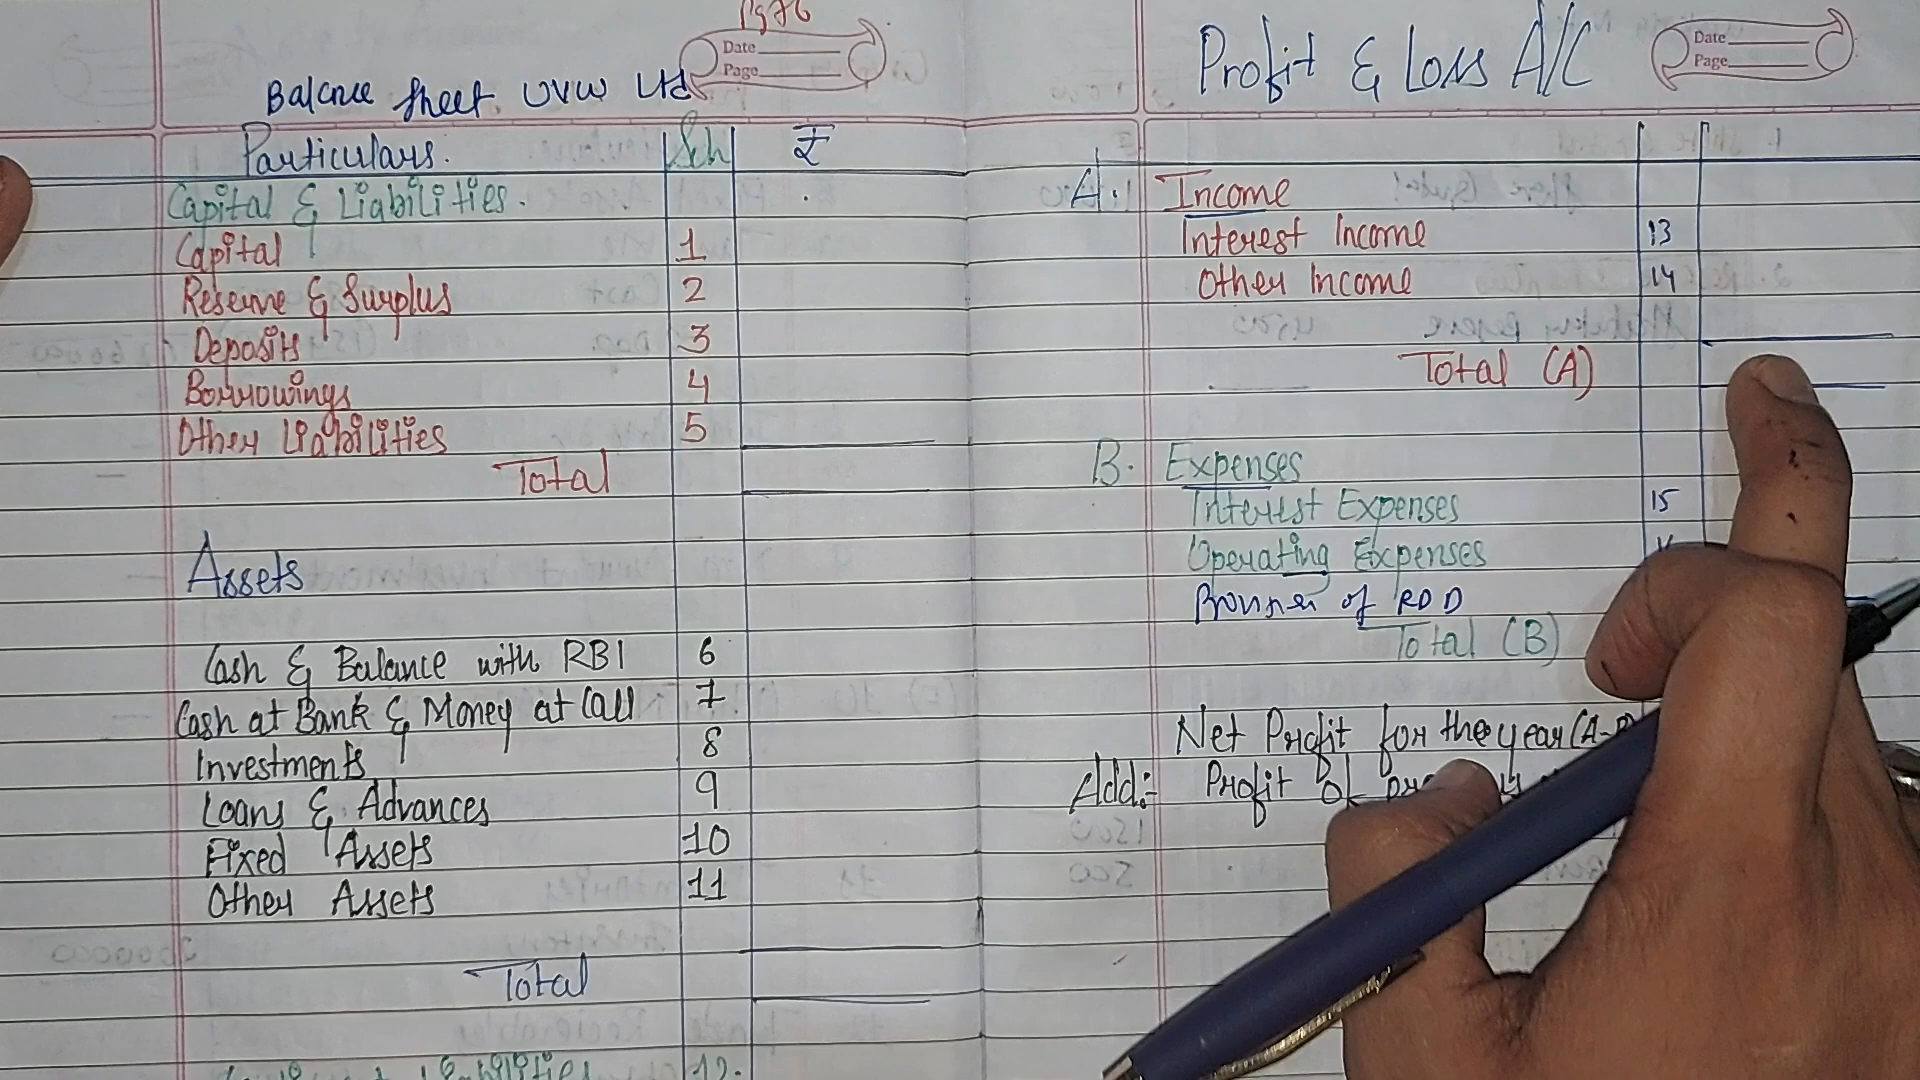 Pg 76
Date
Page
Balance Sheet UVW Ltd
Particulars. Sch ₹
Capital & Liabilities.
Capital 1
Reserve & Surplus 2
Deposits 3
Borrowings 4
Other Liabilities 5
Total
Assets
Cash & Balance with RBI 6
Cash at Bank & Money at Call 7
Investments 8
Loans & Advances 9
Fixed Assets 10
Other Assets 11
Total
12.
Profit & Loss A/C
Date
Page
A. Income
Interest Income 13
Other Income 14
Total (A)
B. Expenses
Interest Expenses 15
Operating Expenses
of RDD
Total (B)
Net Profit for the year (A-B)
Add:- Profit of